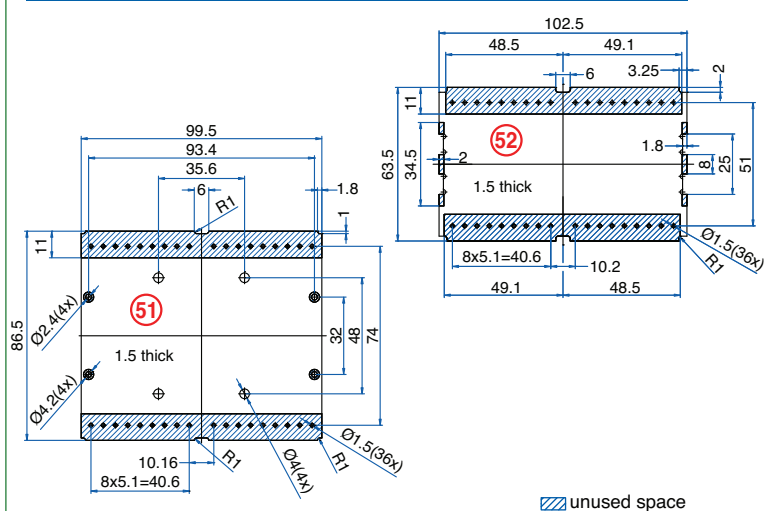 102.5
48.5 49.1
6 3.25 2
11
52
63.5 34.5 2 1.8 8 25 51
1.5 thick
Ø1.5(36x)
8x5.1=40.6 10.2 R1
49.1 48.5
99.5
93.4
35.6
6 R1 1.8 1
11
51
86.5 Ø2.4(4x) 32 48 74
1.5 thick
Ø4.2(4x)
10.16 R1 Ø4(4x) R1 Ø1.5(36x)
8x5.1=40.6
unused space